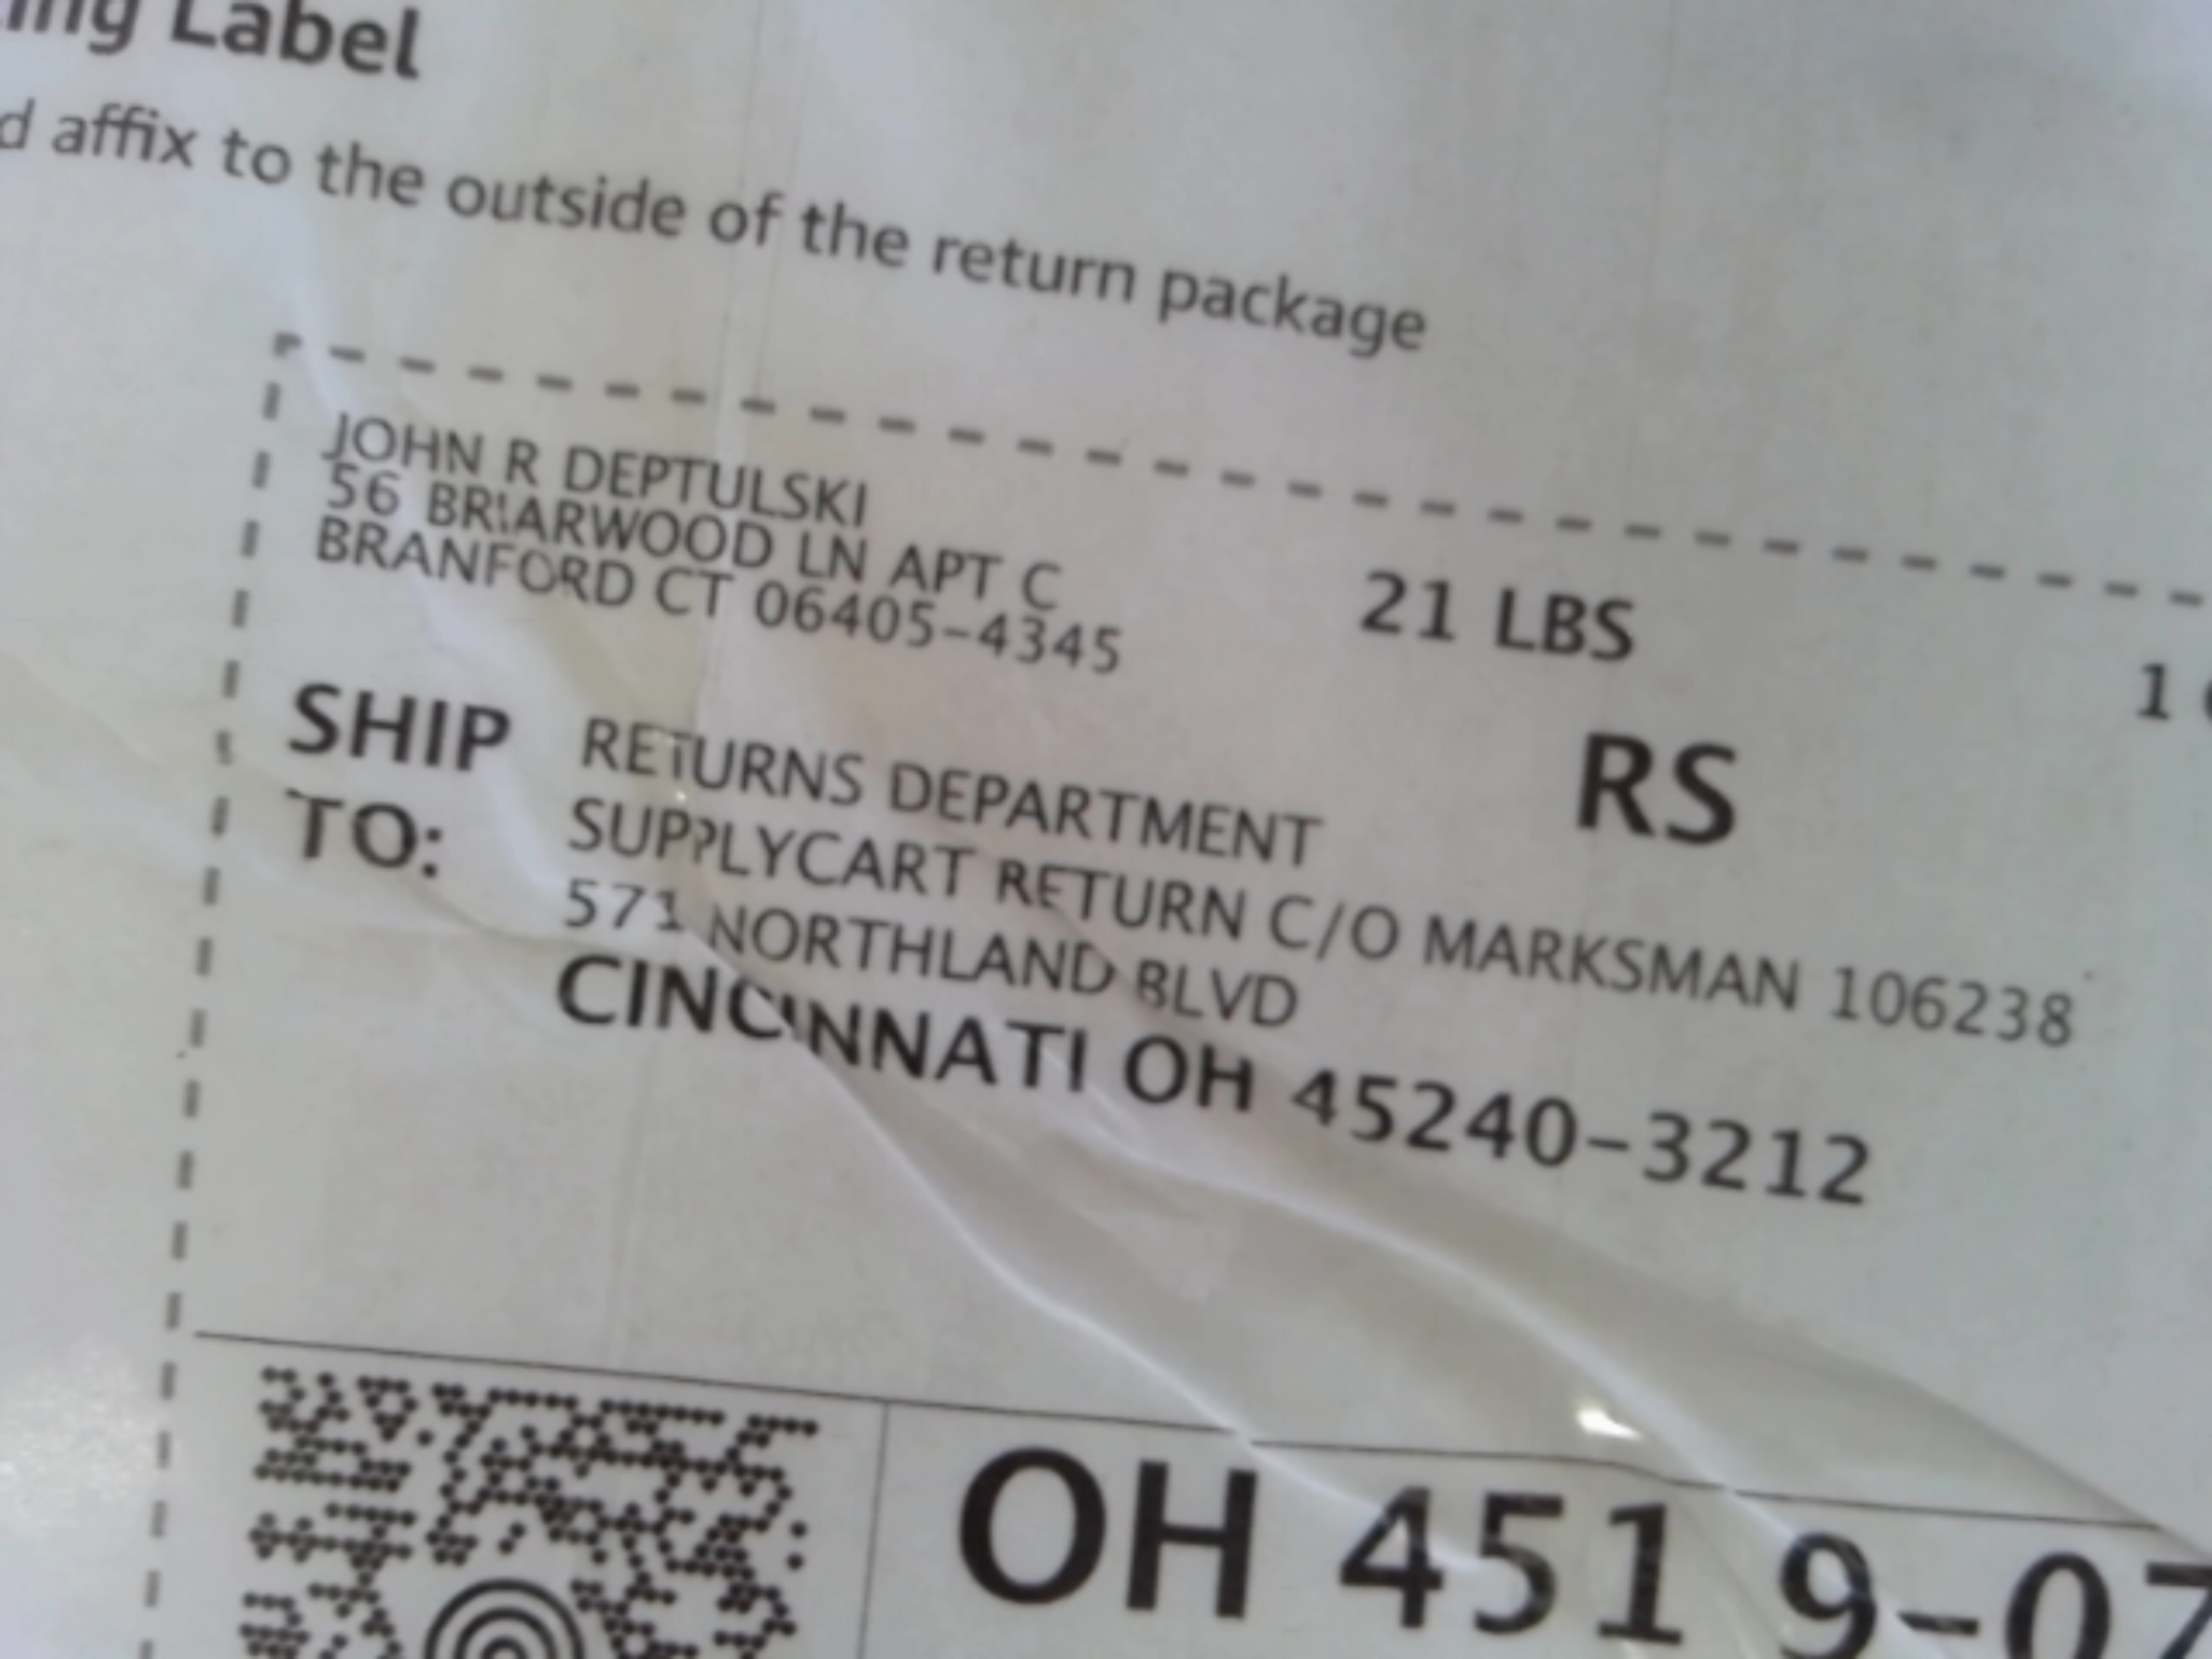 ing Label
d affix to the outside of the return package
JOHN R DEPTULSKI
56 BRIARWOOD LN APT C
BRANFORD CT 06405-4345
21 LBS
1
RS
SHIP TO:
RETURNS DEPARTMENT
SUPPLYCART RETURN C/O MARKSMAN 106238
571 NORTHLAND BLVD
CINCINNATI OH 45240-3212
OH 451 9-07